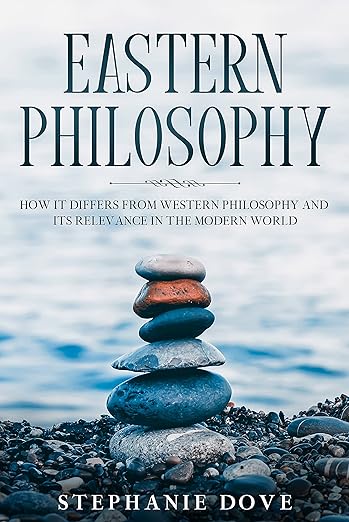 EASTERN
PHILOSOPHY
HOW IT DIFFERS FROM WESTERN PHILOSOPHY AND
ITS RELEVANCE IN THE MODERN WORLD
STEPHANIE DOVE